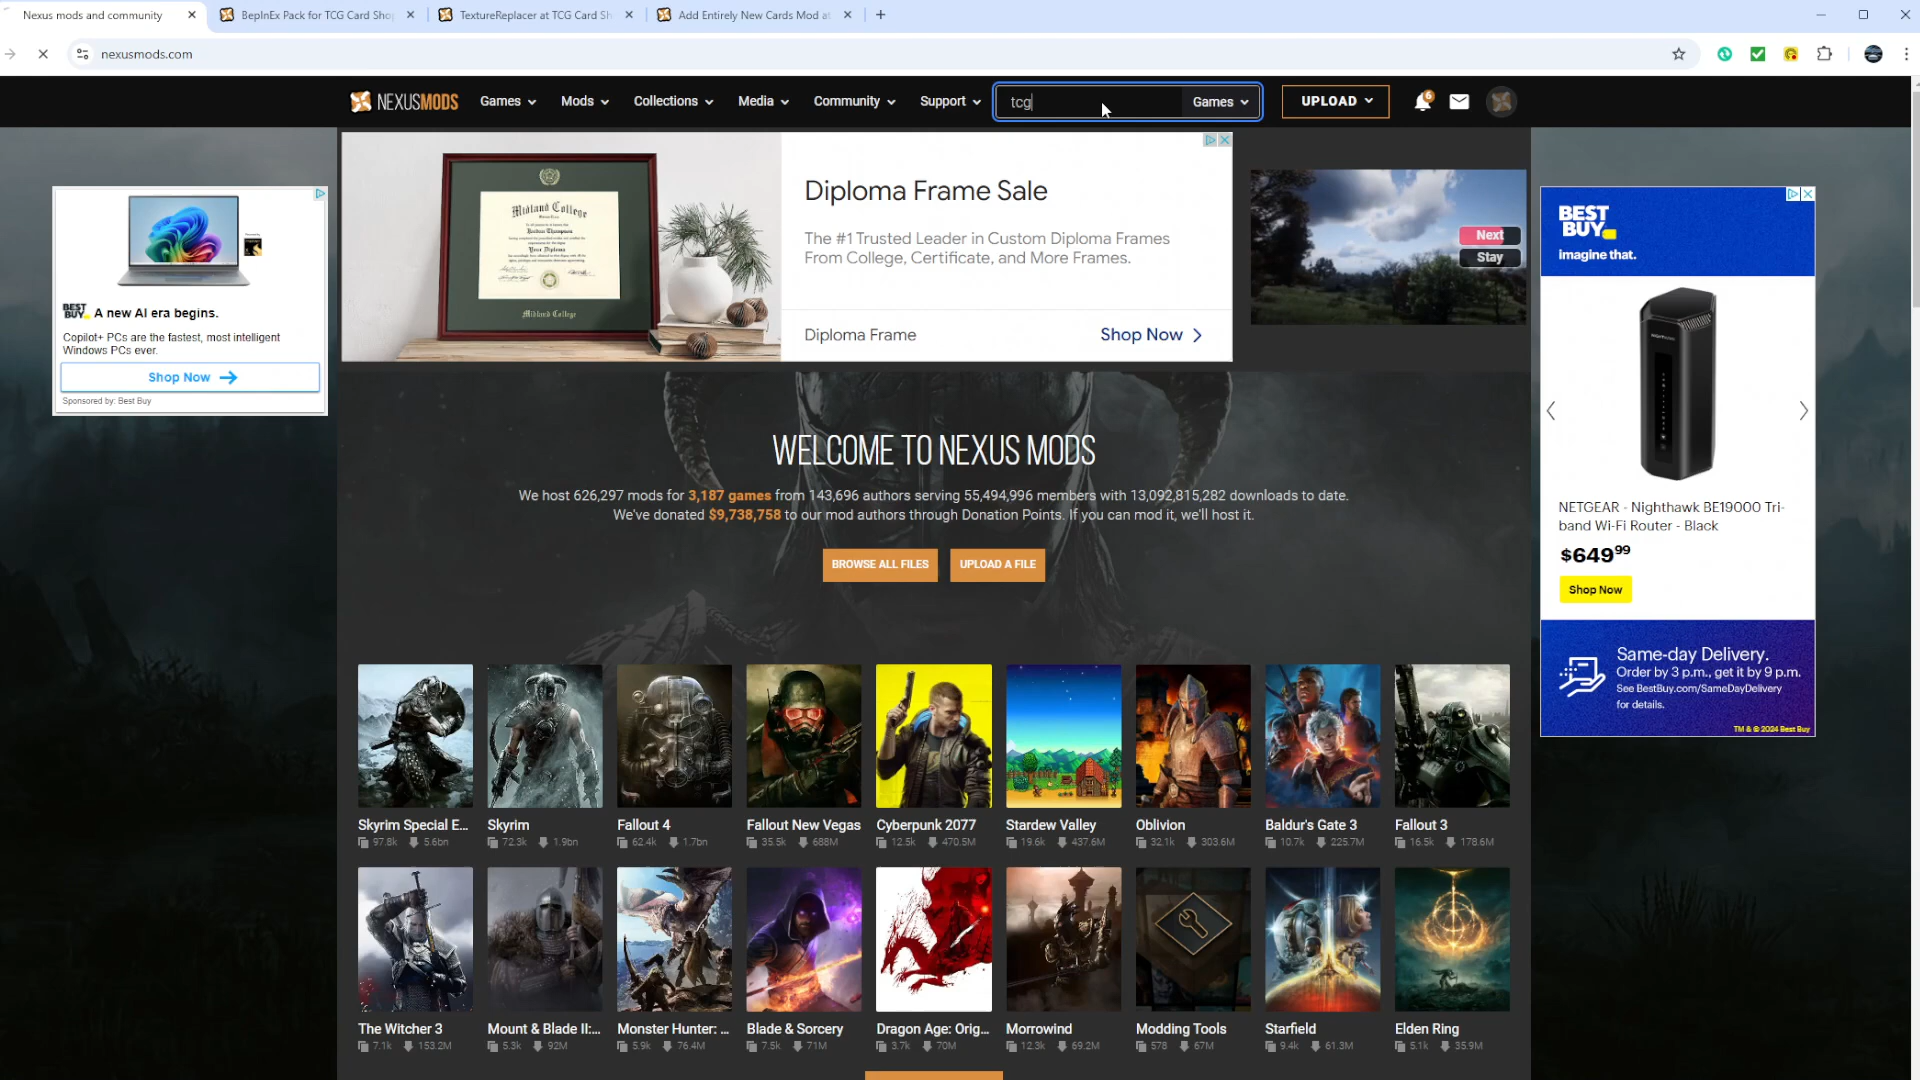 Nexus mods and community
BepInEx Pack for TCG Card Shop
TextureReplacer at TCG Card Sh
Add Entirely New Cards Mod at
nexusmods.com
NEXUSMODS
Games
Mods
Collections
Media
Community
Support
tcg
Games
UPLOAD
6
Diploma Frame Sale
The #1 Trusted Leader in Custom Diploma Frames
From College, Certificate, and More Frames.
Diploma Frame
Shop Now
Midland College
Midland College
Next
Stay
BEST BUY
A new AI era begins.
Copilot+ PCs are the fastest, most intelligent
Windows PCs ever.
Shop Now
Sponsored by: Best Buy
BEST
BUY
imagine that.
NETGEAR - Nighthawk BE19000 Tri-
band Wi-Fi Router - Black
$649.99
Shop Now
Same-day Delivery.
Order by 3 p.m., get it by 9 p.m.
See BestBuy.com/SameDayDelivery
for details.
TM & © 2024 Best Buy
WELCOME TO NEXUS MODS
We host 626,297 mods for 3,187 games from 143,696 authors serving 55,494,996 members with 13,092,815,282 downloads to date.
We've donated $9,738,758 to our mod authors through Donation Points. If you can mod it, we'll host it.
BROWSE ALL FILES
UPLOAD A FILE
Skyrim Special E...
97.8k 5.6bn
Skyrim
72.3k 1.9bn
Fallout 4
62.4k 1.7bn
Fallout New Vegas
35.5k 688M
Cyberpunk 2077
12.5k 470.5M
Stardew Valley
19.6k 437.6M
Oblivion
32.1k 303.6M
Baldur's Gate 3
10.7k 225.7M
Fallout 3
16.5k 178.6M
The Witcher 3
7.1k 153.2M
Mount & Blade II:...
5.3k 92M
Monster Hunter: ...
5.9k 76.4M
Blade & Sorcery
7.5k 71M
Dragon Age: Orig...
3.7k 70M
Morrowind
12.3k 69.2M
Modding Tools
578 67M
Starfield
9.4k 61.3M
Elden Ring
5.1k 35.9M